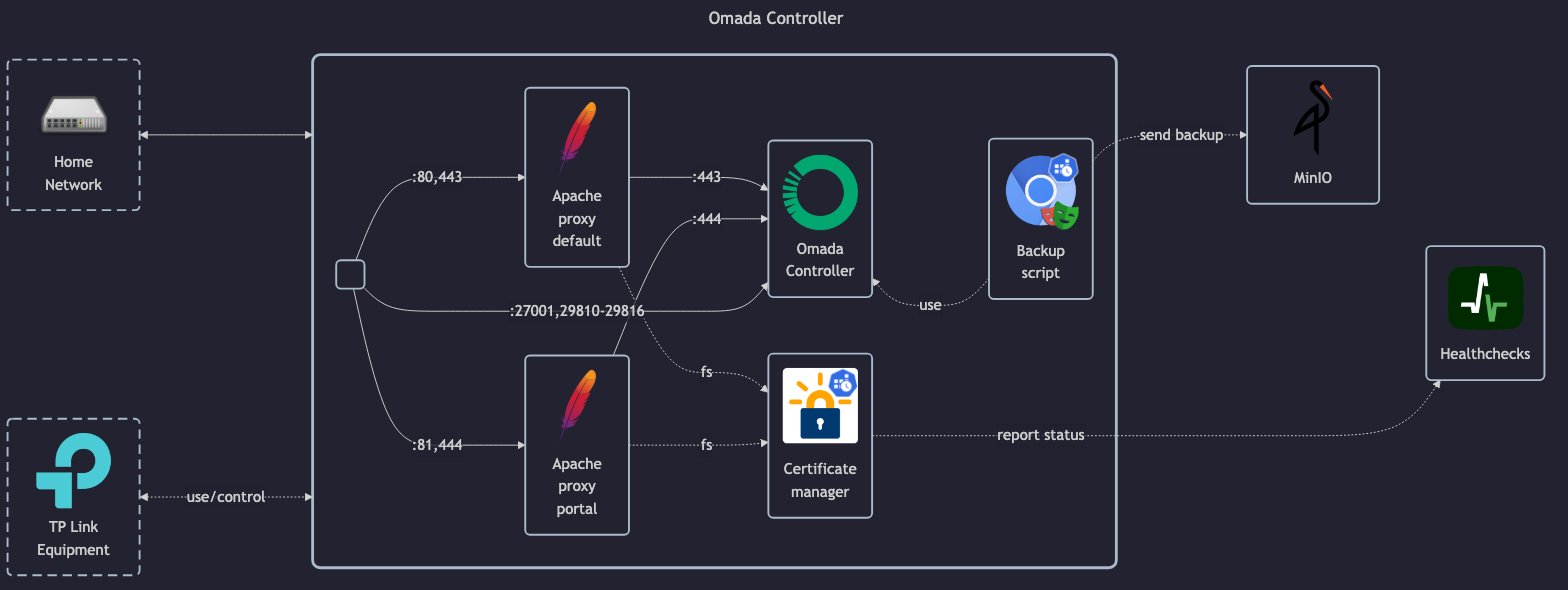 Omada Controller
Home
Network
:80,443
Apache
proxy
default
:443
:444
Omada
Controller
Backup
script
send backup
MinIO
use
:27001,29810-29816
Healthchecks
fs
:81,444
Apache
proxy
portal
fs
Certificate
manager
report status
use/control
TP Link
Equipment